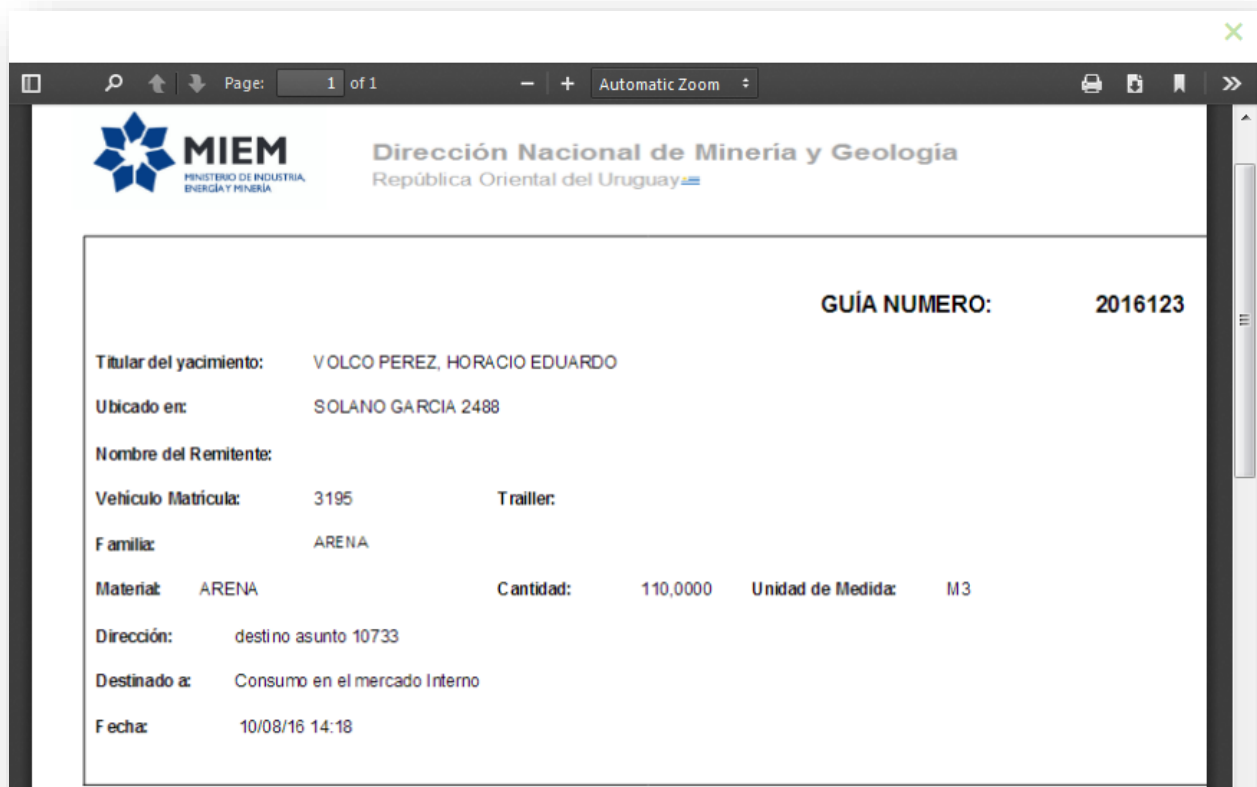 Page: 1 of 1 Automatic Zoom
MIEM
MINISTERIO DE INDUSTRIA,
ENERGÍA Y MINERÍA
Dirección Nacional de Minería y Geología
República Oriental del Uruguay
GUÍA NUMERO: 2016123
Titular del yacimiento: VOLCO PEREZ, HORACIO EDUARDO
Ubicado en: SOLANO GARCIA 2488
Nombre del Remitente:
Vehículo Matrícula: 3195 Trailler:
Familia: ARENA
Material: ARENA Cantidad: 110,0000 Unidad de Medida: M3
Dirección: destino asunto 10733
Destinado a: Consumo en el mercado Interno
Fecha: 10/08/16 14:18